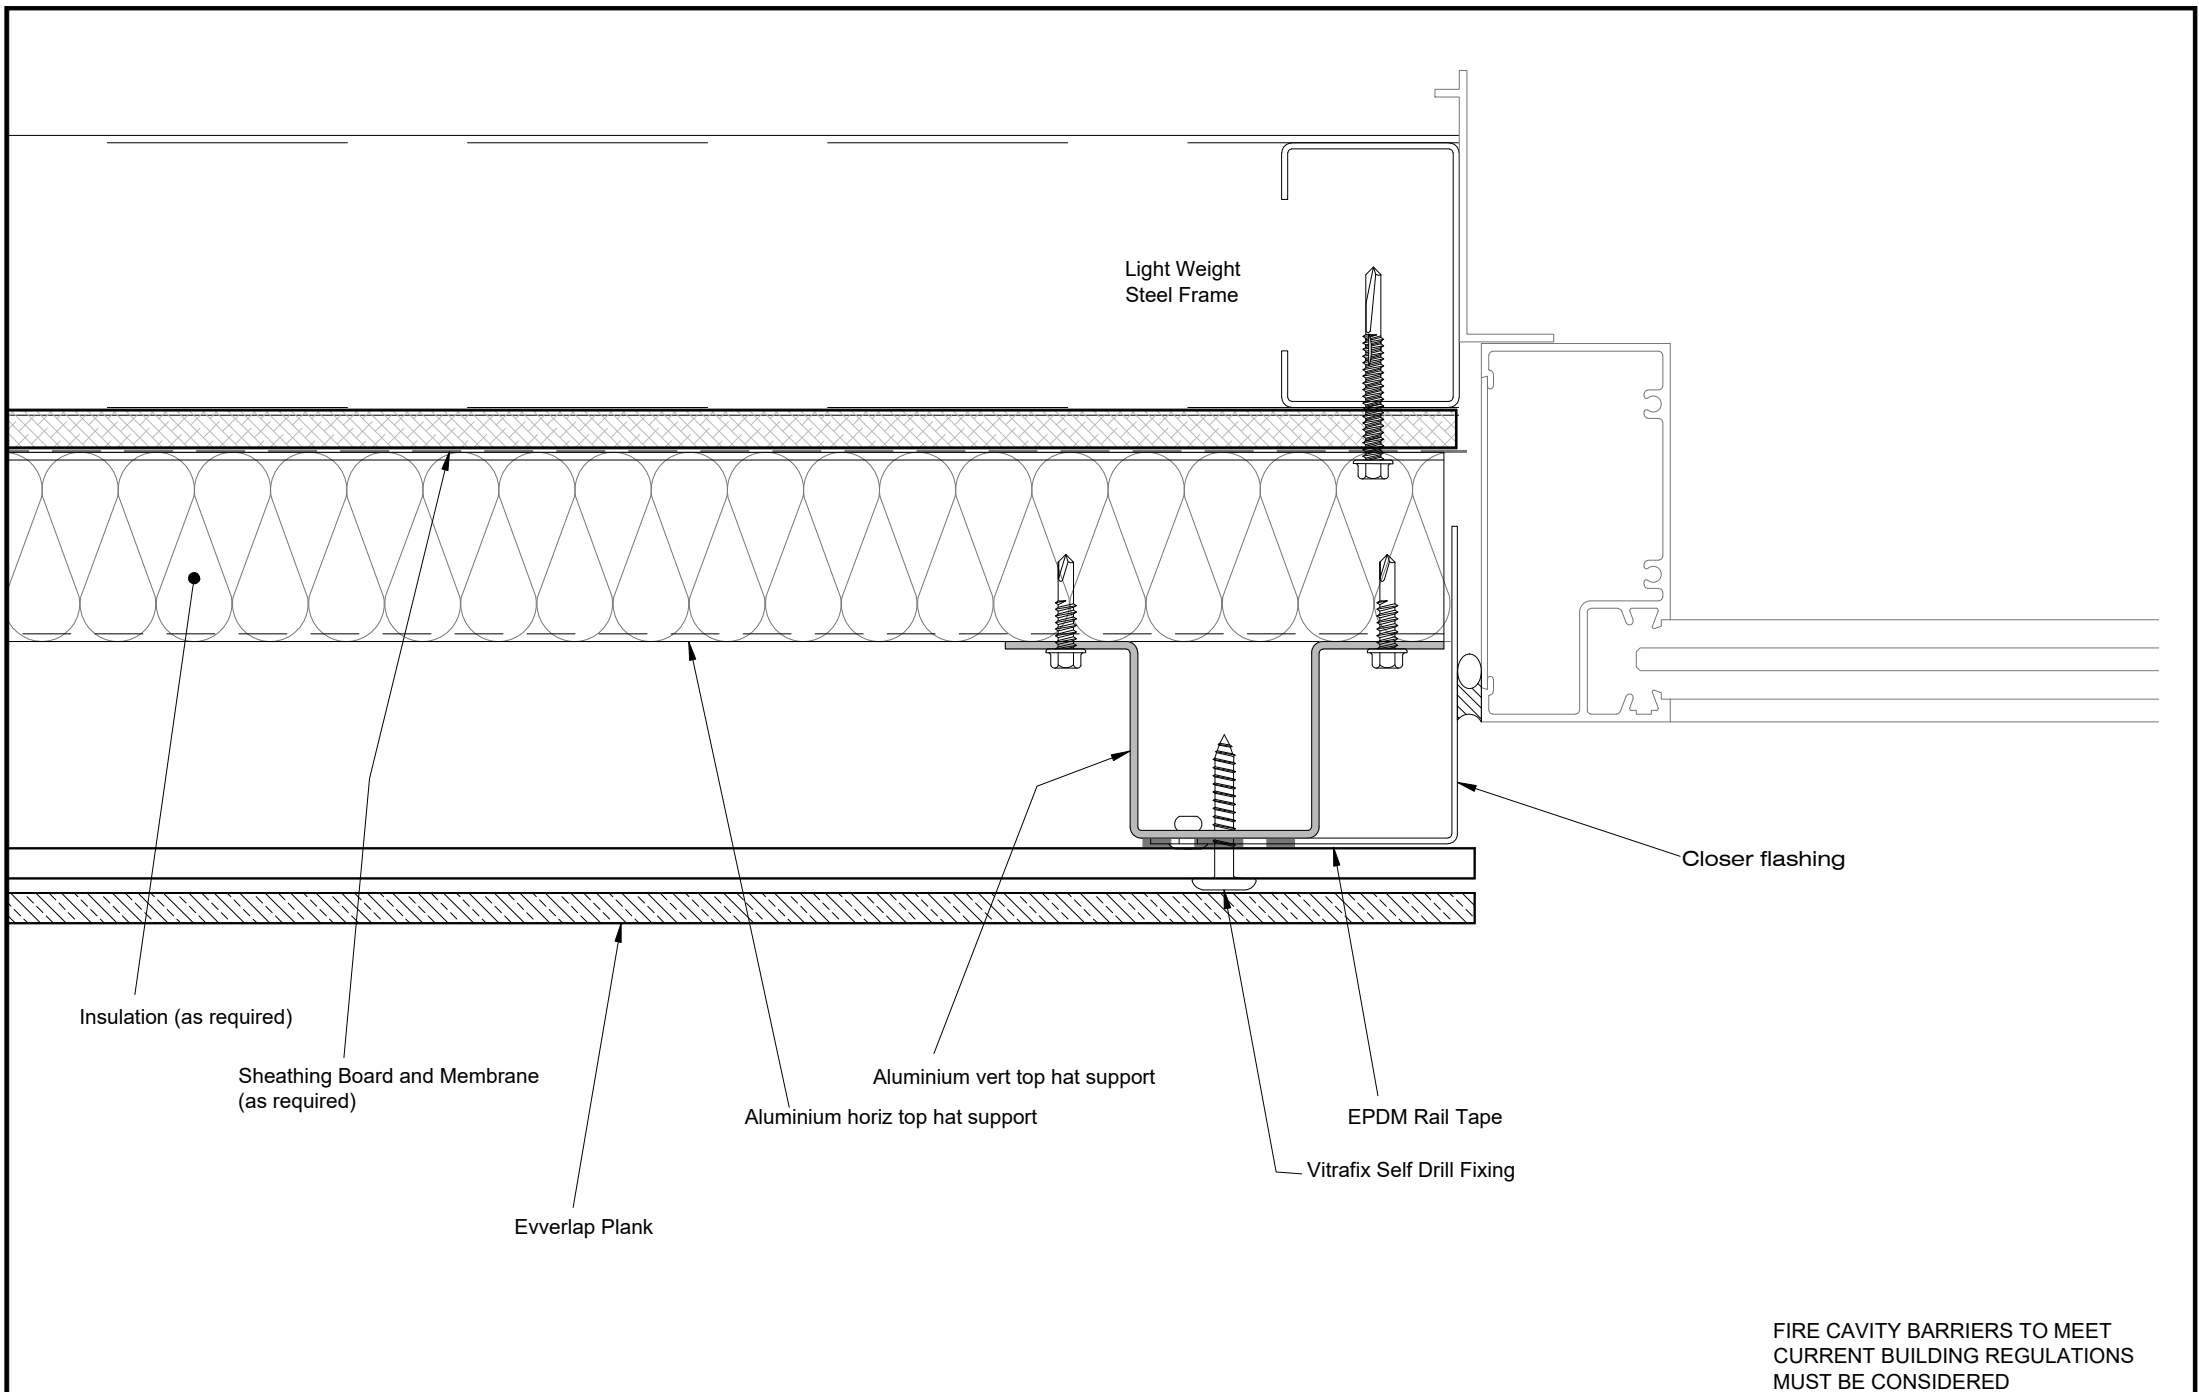 Light Weight
Steel Frame
Closer flashing
Insulation (as required)
Sheathing Board and Membrane
(as required)
Aluminium vert top hat support
Aluminium horiz top hat support
EPDM Rail Tape
Vitrafix Self Drill Fixing
Evverlap Plank
FIRE CAVITY BARRIERS TO MEET
CURRENT BUILDING REGULATIONS
MUST BE CONSIDERED